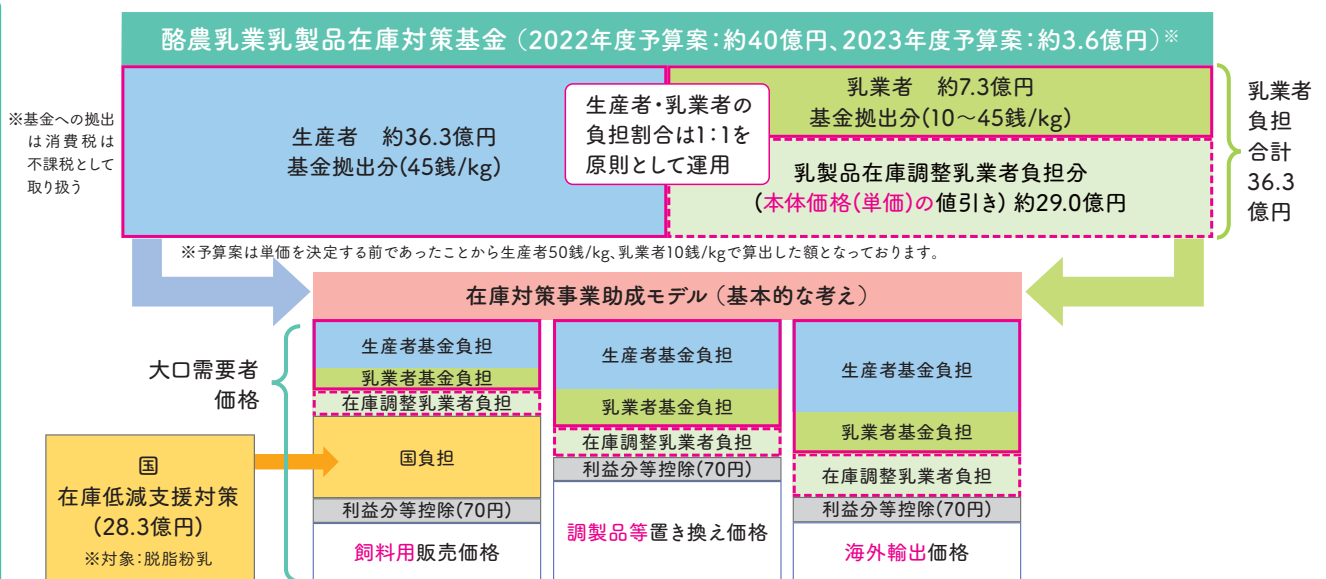 酪農乳業乳製品在庫対策基金（2022年度予算案：約40億円、2023年度予算案：約3.6億円）※
※基金への拠出
は消費税は
不課税として
取り扱う
生産者　約36.3億円
基金拠出分(45銭/kg)
生産者・乳業者の
負担割合は1：1を
原則として運用
乳業者　約7.3億円
基金拠出分(10～45銭/kg)
乳製品在庫調整乳業者負担分
(本体価格(単価)の値引き) 約29.0億円
乳業者
負担
合計
36.3
億円
※予算案は単価を決定する前であったことから生産者50銭/kg、乳業者10銭/kgで算出した額となっております。
在庫対策事業助成モデル（基本的な考え）
大口需要者
価格
国
在庫低減支援対策
(28.3億円)
※対象：脱脂粉乳
生産者基金負担
乳業者基金負担
在庫調整乳業者負担
国負担
利益分等控除(70円)
飼料用販売価格
生産者基金負担
乳業者基金負担
在庫調整乳業者負担
利益分等控除(70円)
調製品等置き換え価格
生産者基金負担
乳業者基金負担
在庫調整乳業者負担
利益分等控除(70円)
海外輸出価格